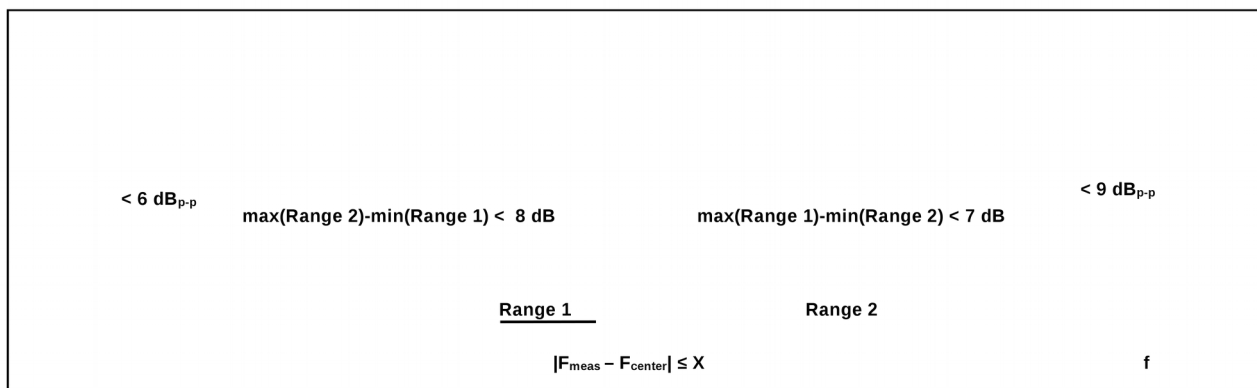 < 9 dBp-p
< 6 dBp-p
max(Range 2)-min(Range 1) < 8 dB
max(Range 1)-min(Range 2) < 7 dB
Range 1
Range 2
|Fmeas – Fcenter| ≤ X
f